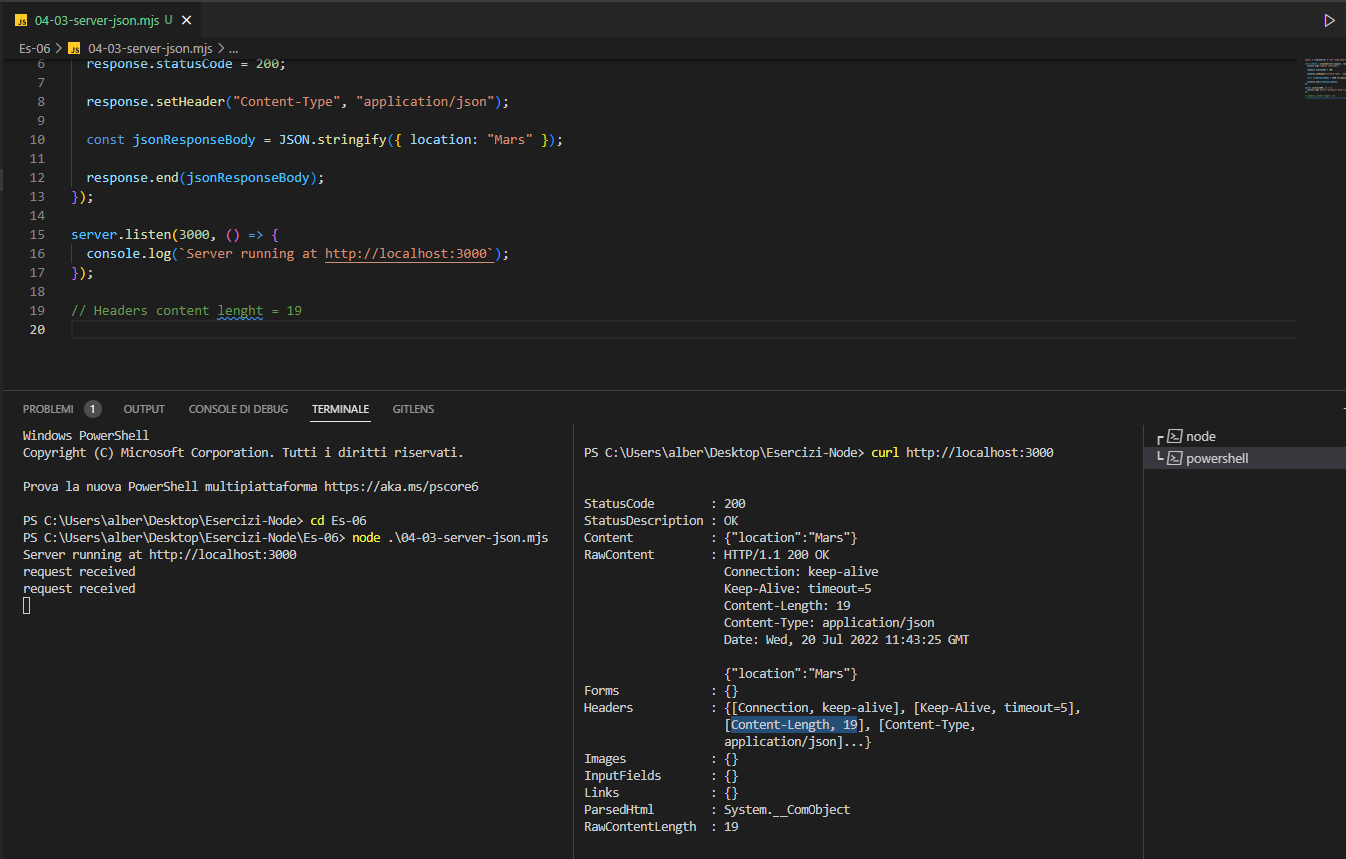 JS 04-03-server-json.mjs U
Es-06 > JS 04-03-server-json.mjs > ...
6 response.statusCode = 200;
7
8 response.setHeader("Content-Type", "application/json");
9
10 const jsonResponseBody = JSON.stringify({ location: "Mars" });
11
12 response.end(jsonResponseBody);
13 });
14
15 server.listen(3000, () => {
16 console.log(`Server running at http://localhost:3000`);
17 });
18
19 // Headers content lenght = 19
20
PROBLEMI 1 OUTPUT CONSOLE DI DEBUG TERMINALE GITLENS
Windows PowerShell
Copyright (C) Microsoft Corporation. Tutti i diritti riservati.
Prova la nuova PowerShell multipiattaforma https://aka.ms/pscore6
PS C:\Users\alber\Desktop\Esercizi-Node> cd Es-06
PS C:\Users\alber\Desktop\Esercizi-Node\Es-06> node .\04-03-server-json.mjs
Server running at http://localhost:3000
request received
request received
PS C:\Users\alber\Desktop\Esercizi-Node> curl http://localhost:3000
StatusCode : 200
StatusDescription : OK
Content : {"location":"Mars"}
RawContent : HTTP/1.1 200 OK
Connection: keep-alive
Keep-Alive: timeout=5
Content-Length: 19
Content-Type: application/json
Date: Wed, 20 Jul 2022 11:43:25 GMT
{"location":"Mars"}
Forms : {}
Headers : {[Connection, keep-alive], [Keep-Alive, timeout=5],
[Content-Length, 19], [Content-Type,
application/json]...}
Images : {}
InputFields : {}
Links : {}
ParsedHtml : System.__ComObject
RawContentLength : 19
node
powershell